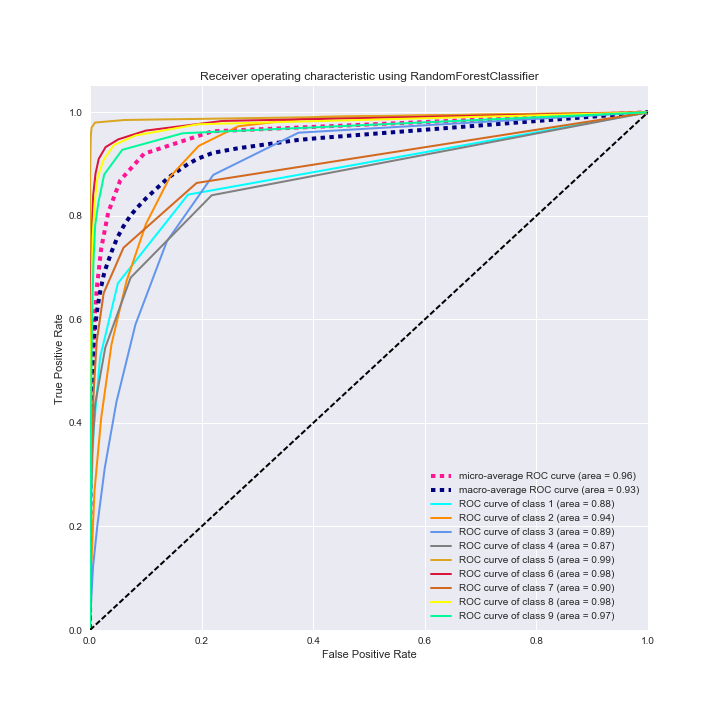 Receiver operating characteristic using RandomForestClassifier
1.0
0.8
0.6
0.4
0.2
0.0
True Positive Rate
micro-average ROC curve (area = 0.96)
macro-average ROC curve (area = 0.93)
ROC curve of class 1 (area = 0.88)
ROC curve of class 2 (area = 0.94)
ROC curve of class 3 (area = 0.89)
ROC curve of class 4 (area = 0.87)
ROC curve of class 5 (area = 0.99)
ROC curve of class 6 (area = 0.98)
ROC curve of class 7 (area = 0.90)
ROC curve of class 8 (area = 0.98)
ROC curve of class 9 (area = 0.97)
0.0 0.2 0.4 0.6 0.8 1.0
False Positive Rate